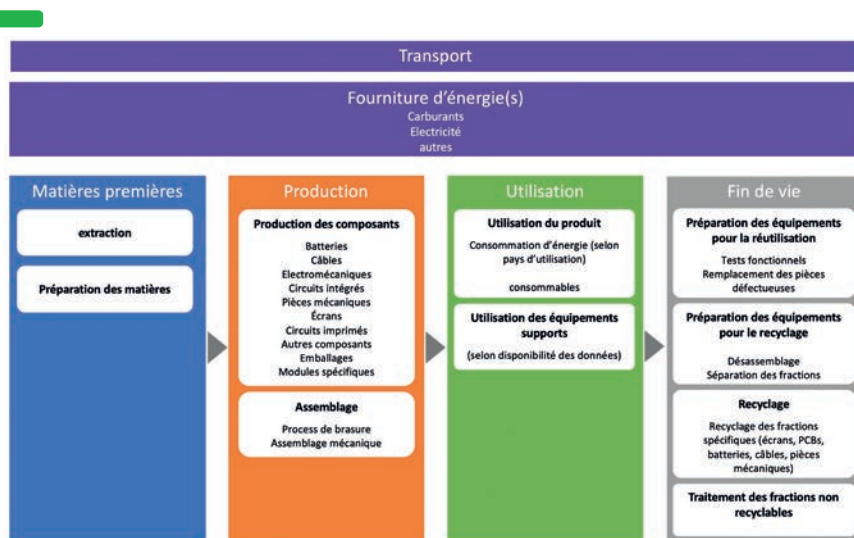 Transport
Fourniture d'énergie(s)
Carburants
Electricité
autres
Matières premières
extraction
Préparation des matières
Production
Production des composants
Batteries
Câbles
Electromécaniques
Circuits intégrés
Pièces mécaniques
Écrans
Circuits imprimés
Autres composants
Emballages
Modules spécifiques
Assemblage
Process de brasure
Assemblage mécanique
Utilisation
Utilisation du produit
Consommation d'énergie (selon
pays d'utilisation)
consommables
Utilisation des équipements
supports
(selon disponibilité des données)
Fin de vie
Préparation des équipements
pour la réutilisation
Tests fonctionnels
Remplacement des pièces
défectueuses
Préparation des équipements
pour le recyclage
Désassemblage
Séparation des fractions
Recyclage
Recyclage des fractions
spécifiques (écrans, PCBs,
batteries, câbles, pièces
mécaniques)
Traitement des fractions non
recyclables